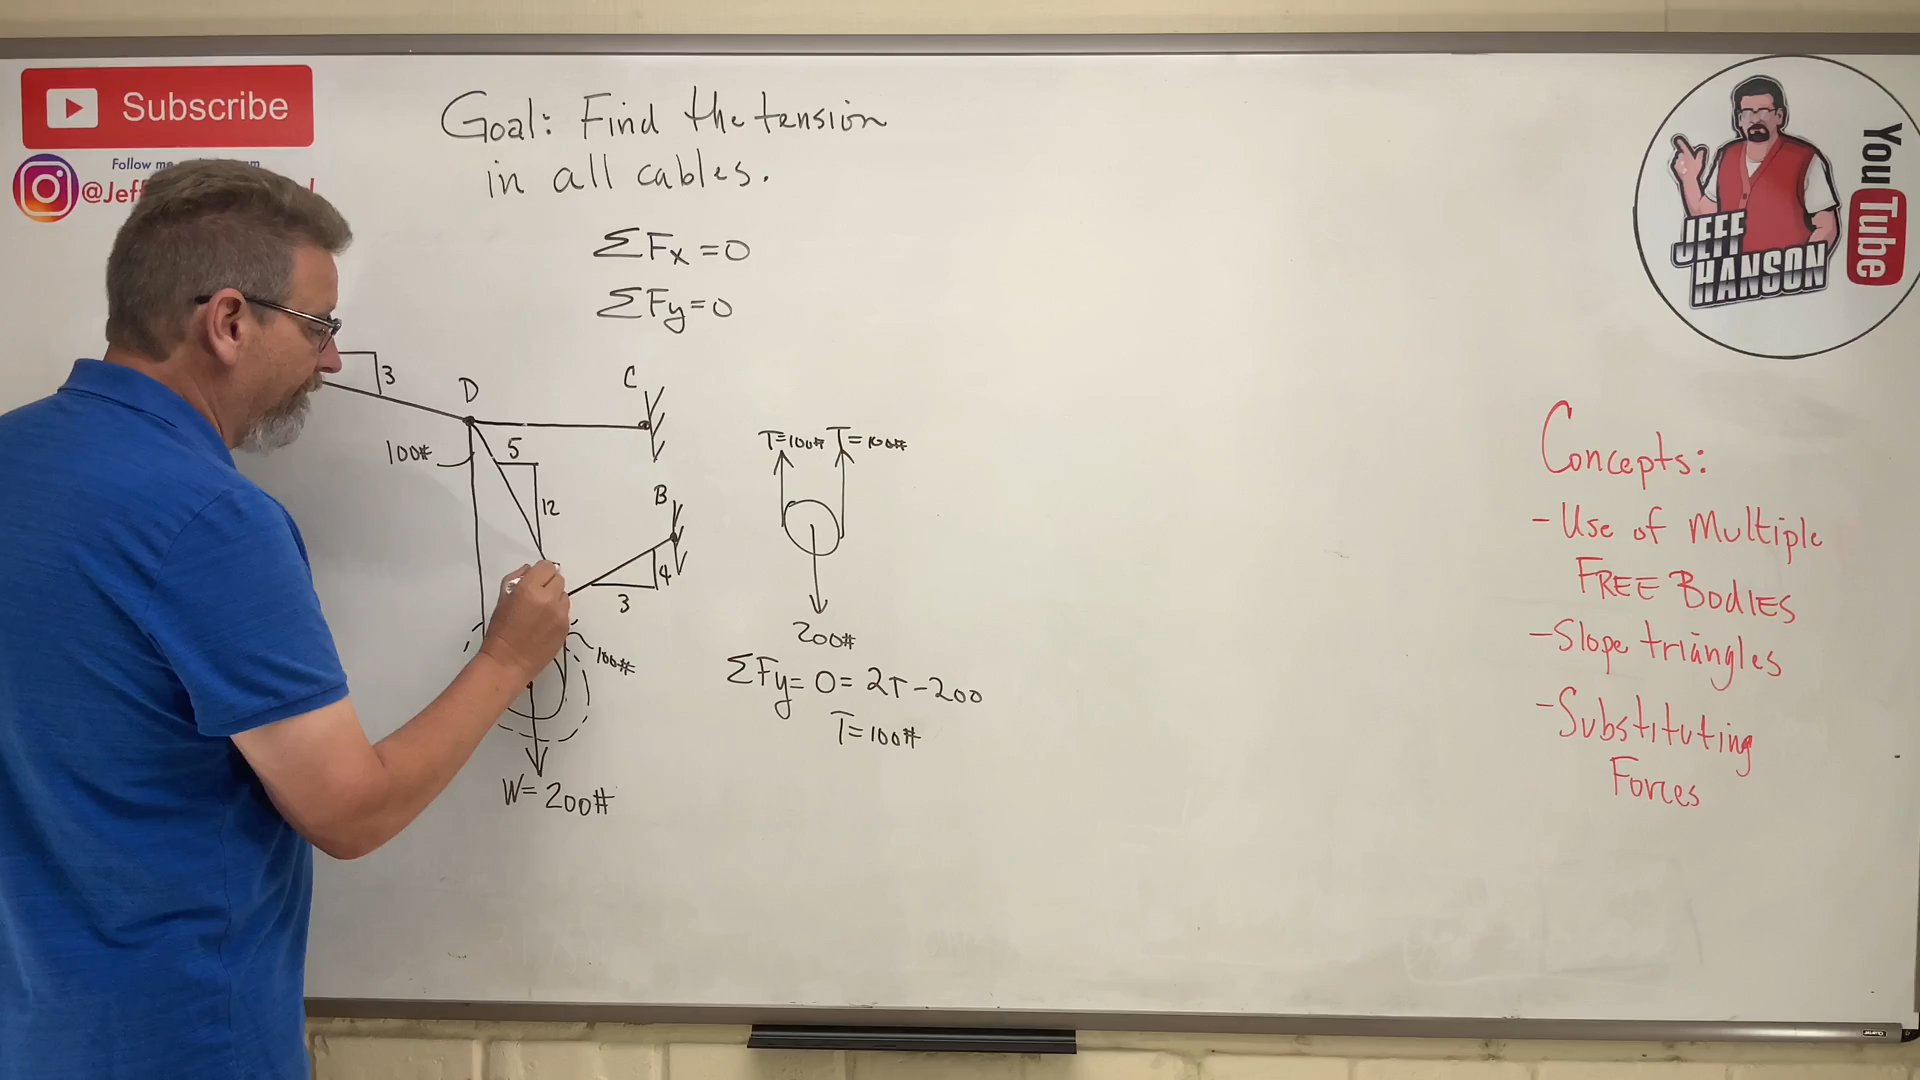 Subscribe
Follow me
@Jeff
Goal: Find the tension
in all cables.
ΣFx = 0
ΣFy = 0
3
D
C
100#
5
12
B
4
3
100#
W = 200#
T=100# T=100#
200#
ΣFy = 0 = 2T - 200
T=100#
YouTube
JEFF
HANSON
Concepts:
- Use of Multiple
FREE BODIES
- Slope triangles
- Substituting
Forces